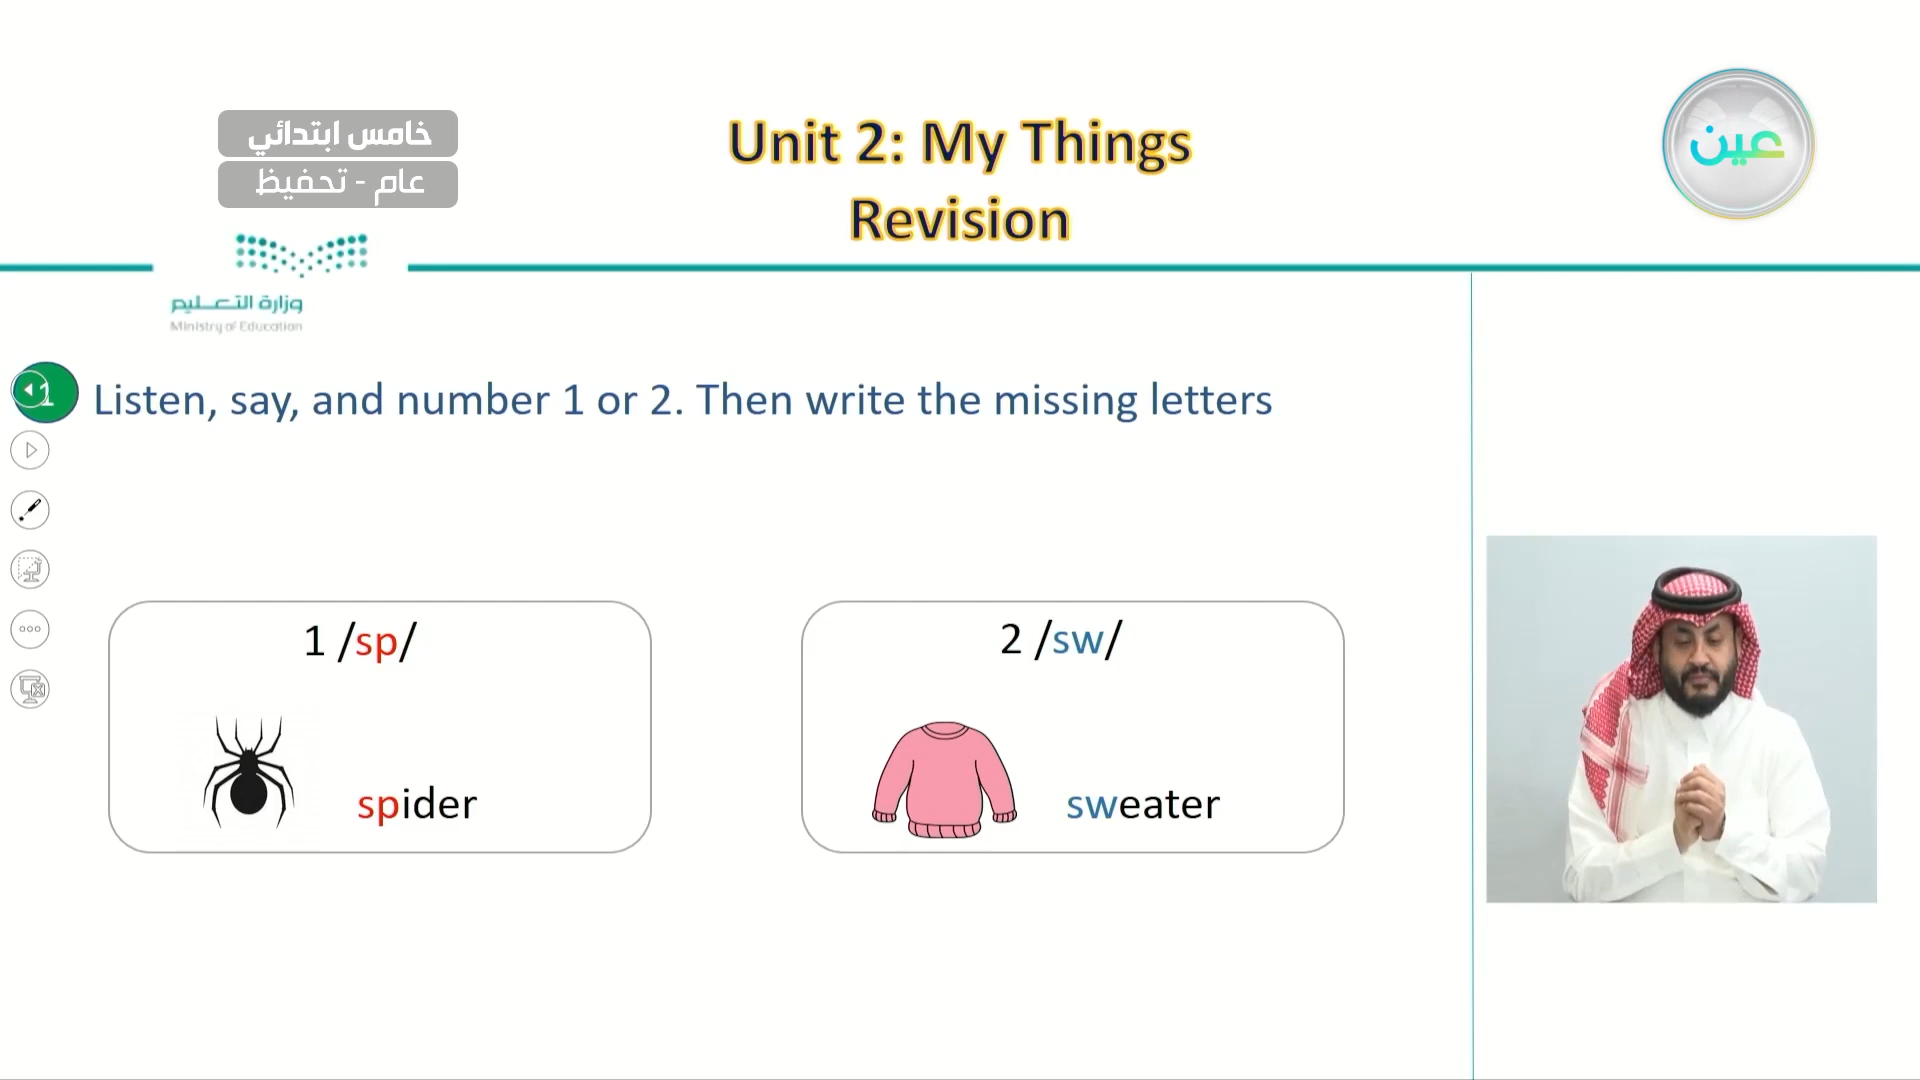 خامس ابتدائي
عام - تحفيظ
Unit 2: My Things
Revision
عين
وزارة التعليم
Ministry of Education
1
Listen, say, and number 1 or 2. Then write the missing letters
1 /sp/
spider
2 /sw/
sweater